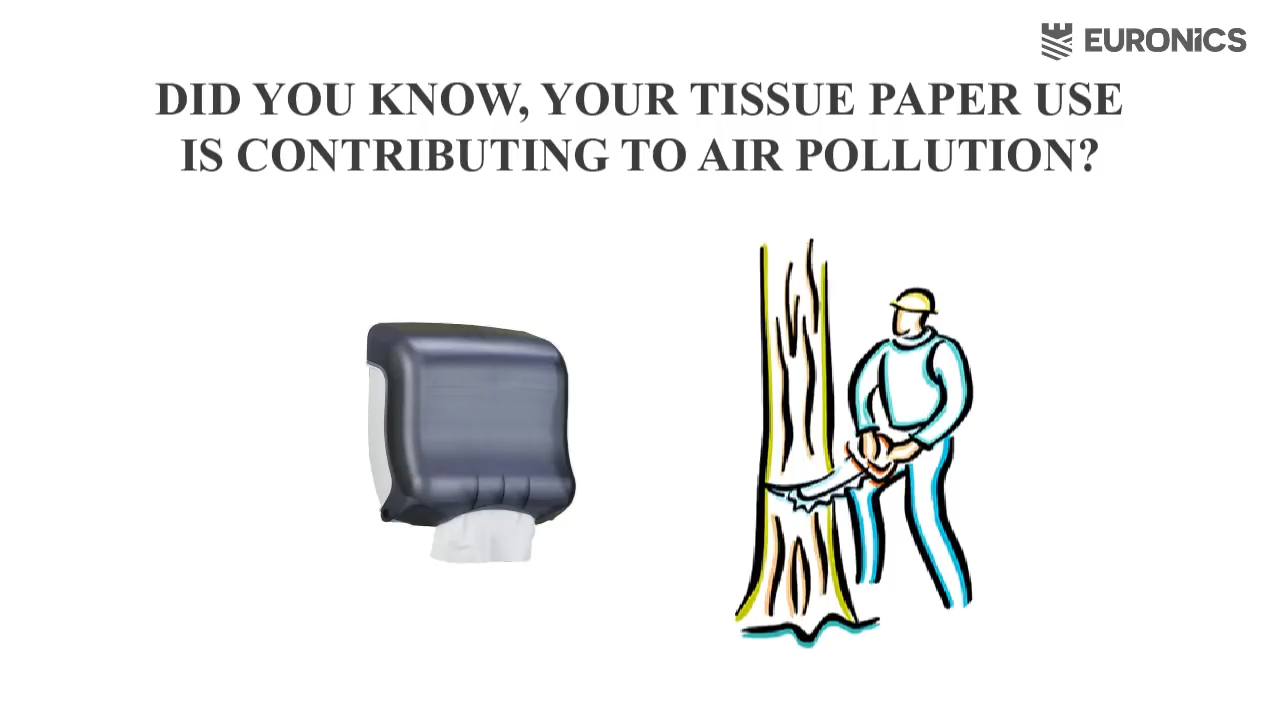 EURONICS
DID YOU KNOW, YOUR TISSUE PAPER USE
IS CONTRIBUTING TO AIR POLLUTION?